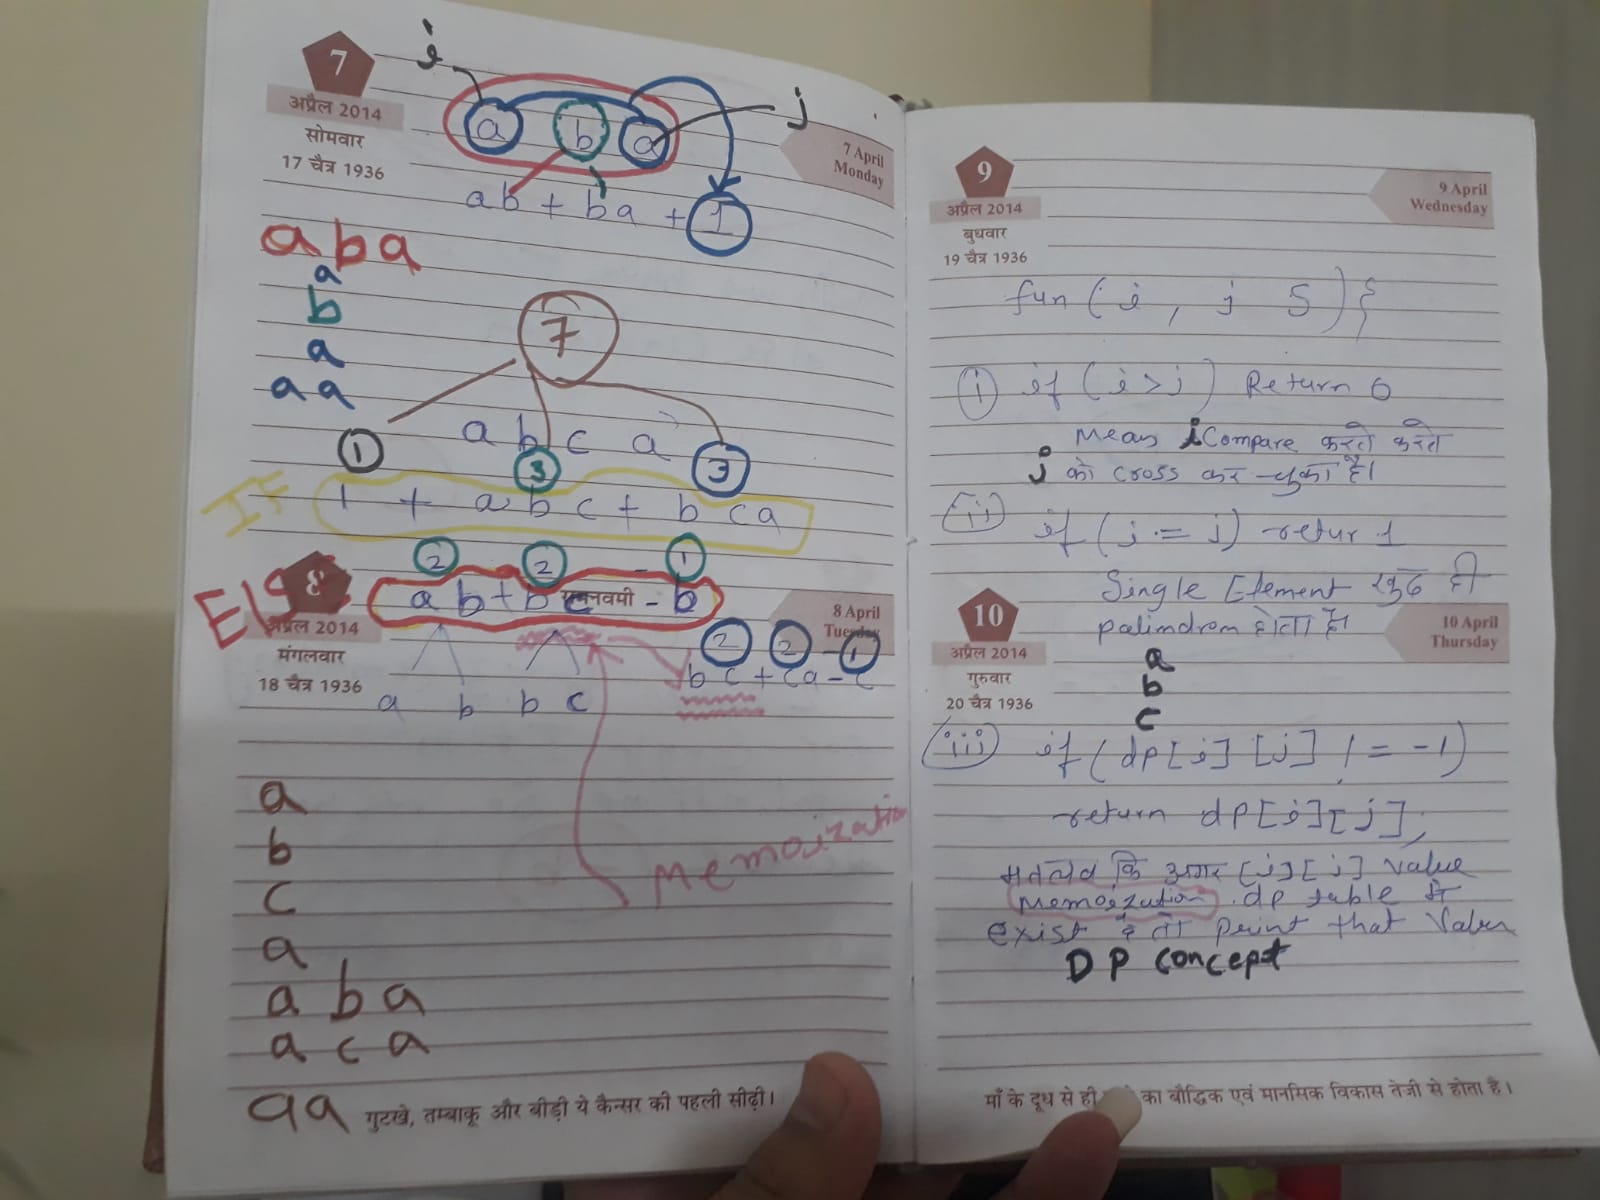 7
अप्रैल 2014
सोमवार
17 चैत्र 1936
7 April
Monday
i
j
a b a
ab + ba + 1
aba
a
b
a
aa
7
a b c a
1 3 3
IF
1 + abc + bca
2 2 - 1
Else
ab + bc - b
8
अप्रैल 2014
मंगलवार
18 चैत्र 1936
8 April
Tuesday
2 2 - 1
bc + ca - c
a b b c
Memoization
a
b
c
a
a b a
a c a
aa
गुटखे, तम्बाकू और बीड़ी ये कैन्सर की पहली सीढ़ी।
9
अप्रैल 2014
बुधवार
19 चैत्र 1936
9 April
Wednesday
fun ( i , j S ) {
(i) if ( i > j ) Return 0
Mean i Compare करते करते
j को cross कर चुका है।
(ii) if ( i == j ) retur 1
Single Element खुद ही
palindrom होता है।
10
अप्रैल 2014
गुरुवार
20 चैत्र 1936
10 April
Thursday
a
b
c
(iii) if ( dp[i] [j] != -1 )
return dp[i][j];
मतलब कि अगर [i][j] value
Memoization dp table में
exist है तो print that Value
DP concept
माँ के दूध से ही का बौद्धिक एवं मानसिक विकास तेजी से होता है।